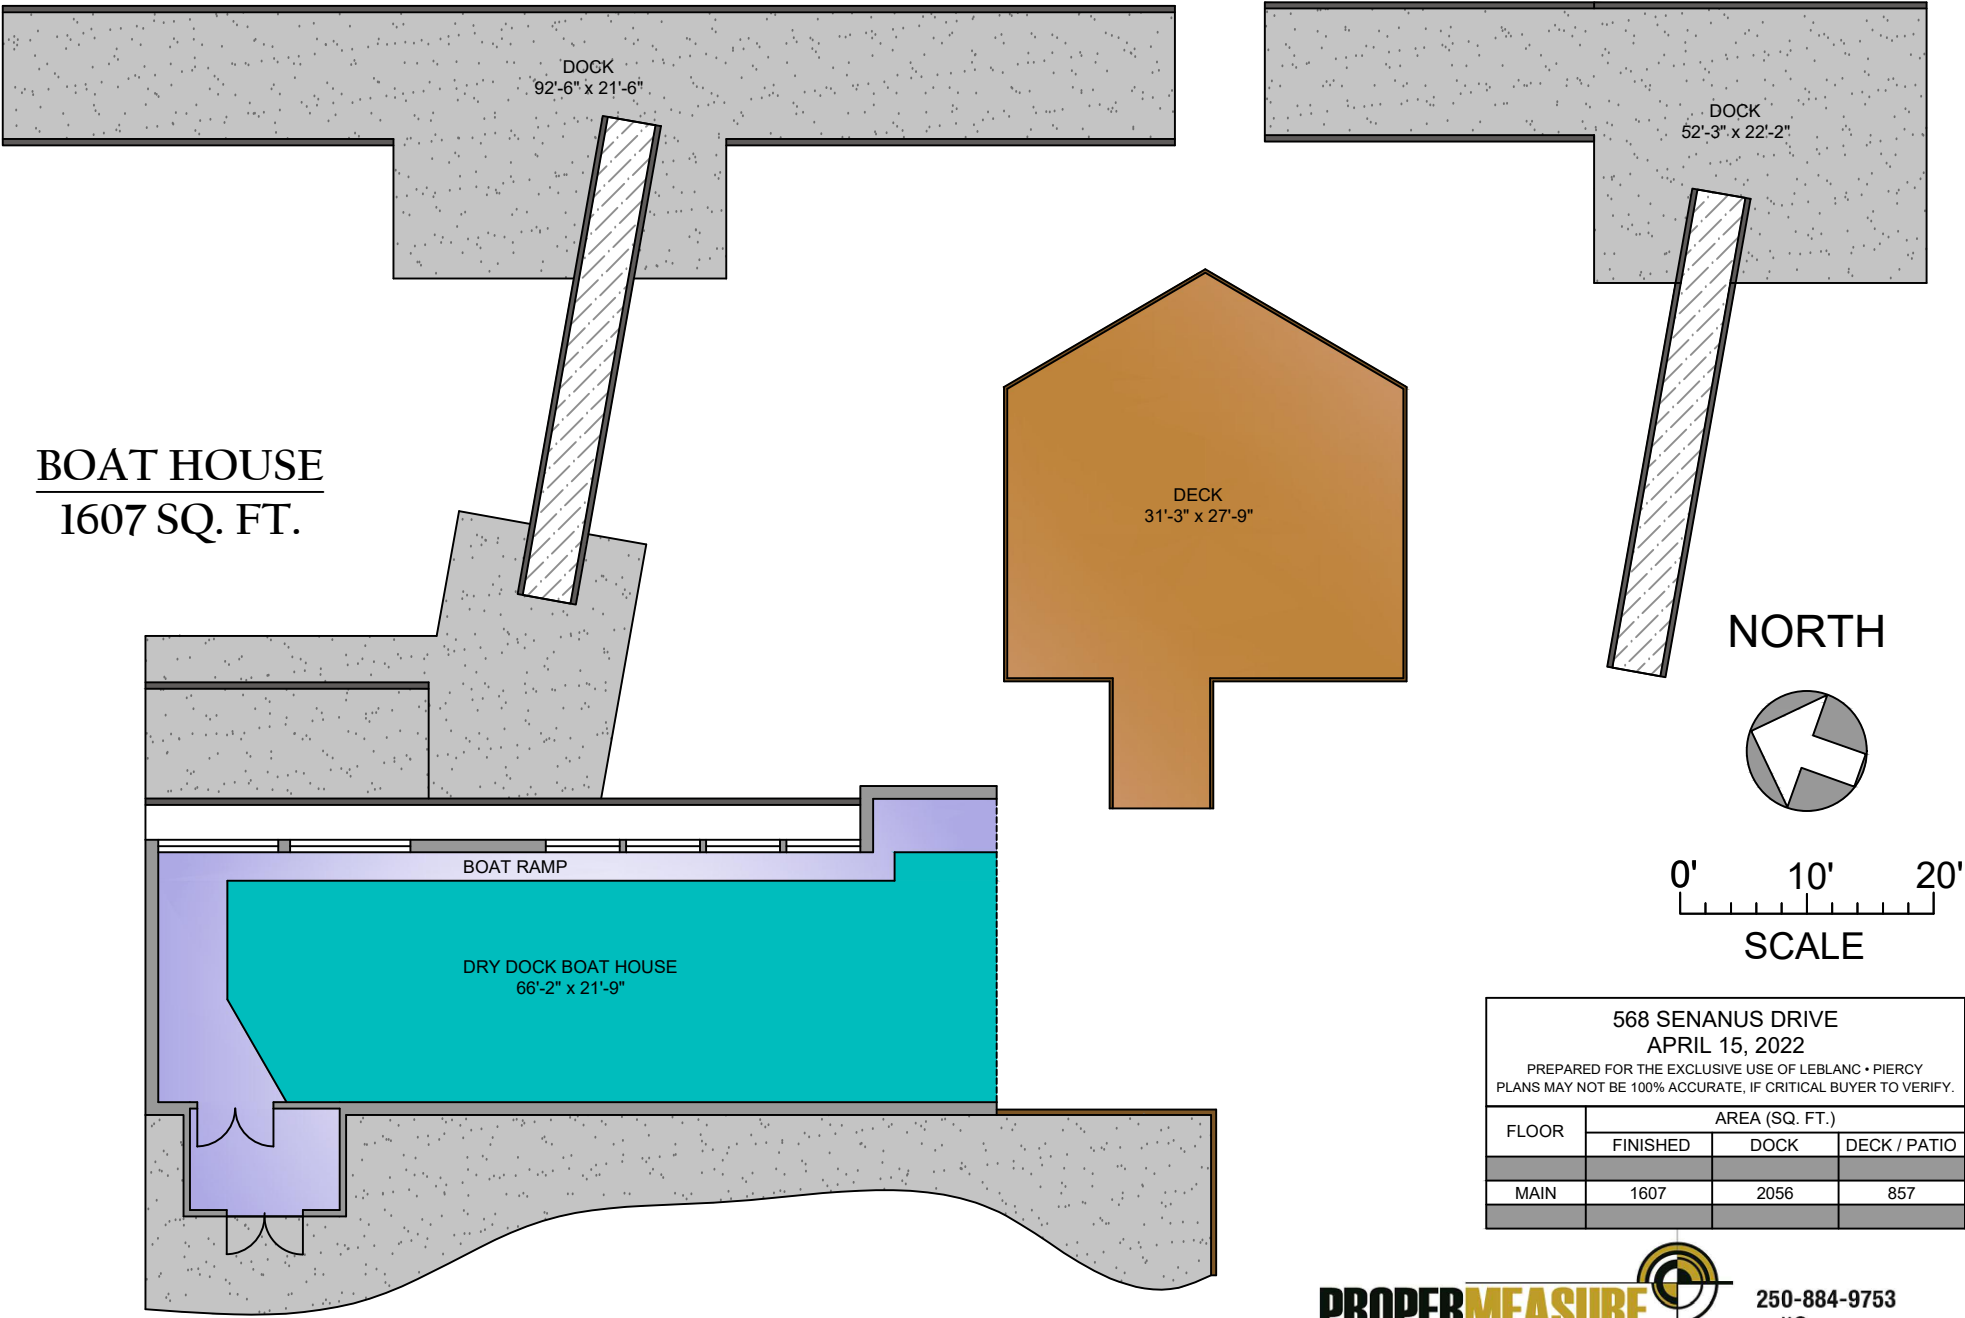 DOCK
92'-6" x 21'-6"
DOCK
52'-3" x 22'-2"
BOAT HOUSE
1607 SQ. FT.
DECK
31'-3" x 27'-9"
NORTH
BOAT RAMP
DRY DOCK BOAT HOUSE
66'-2" x 21'-9"
0' 10' 20'
SCALE
568 SENANUS DRIVE
APRIL 15, 2022
PREPARED FOR THE EXCLUSIVE USE OF LEBLANC • PIERCY
PLANS MAY NOT BE 100% ACCURATE, IF CRITICAL BUYER TO VERIFY.
FLOOR AREA (SQ. FT.)
FINISHED DOCK DECK / PATIO
MAIN 1607 2056 857
PROPERMEASURE
250-884-9753